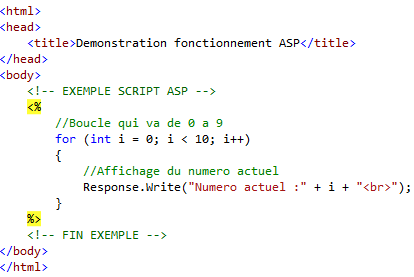 <html>
<head>
<title>Demonstration fonctionnement ASP</title>
</head>
<body>
<!-- EXEMPLE SCRIPT ASP -->
<%
//Boucle qui va de 0 a 9
for (int i = 0; i < 10; i++)
{
//Affichage du numero actuel
Response.Write("Numero actuel :" + i + "<br>");
}
%>
<!-- FIN EXEMPLE -->
</body>
</html>